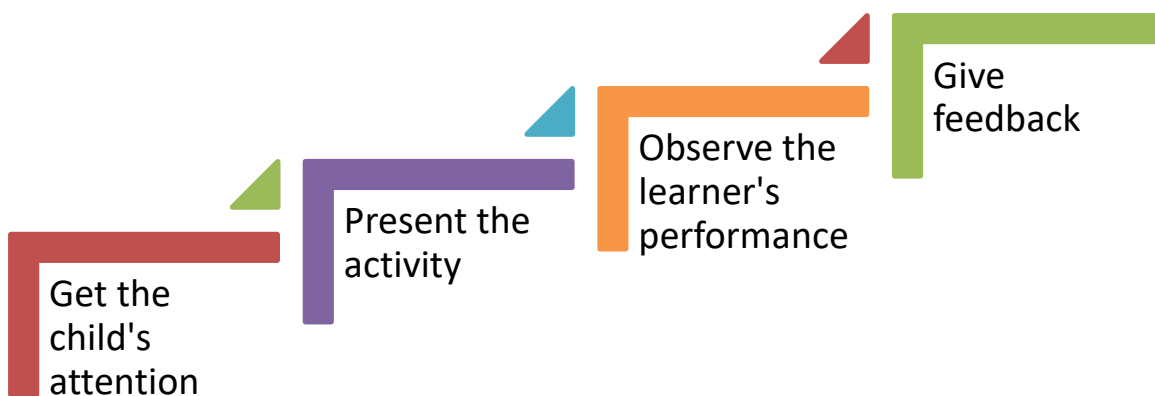 Get the
child's
attention
Present the
activity
Observe the
learner's
performance
Give
feedback